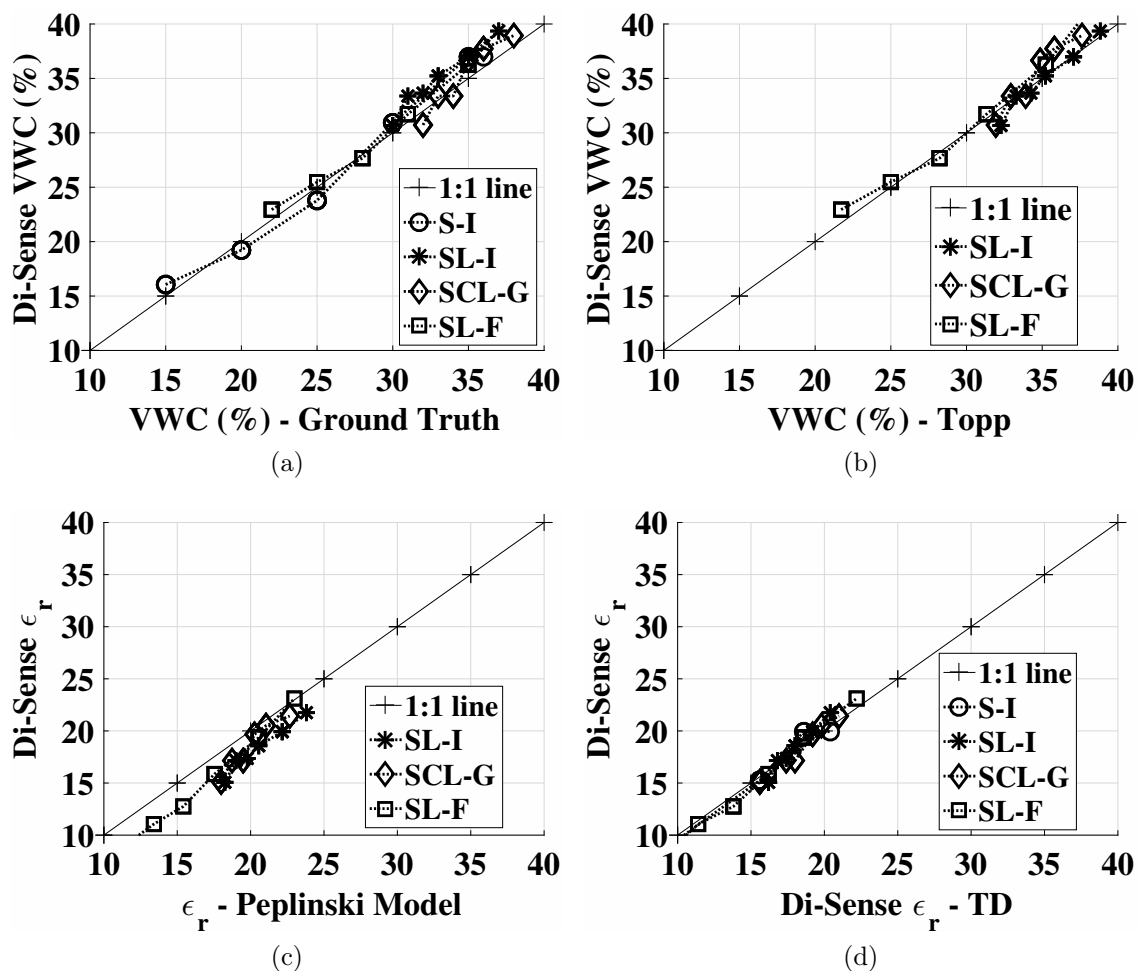 40
35
30
25
20
15
10
Di-Sense VWC (%)
1:1 line
S-I
SL-I
SCL-G
SL-F
10 15 20 25 30 35 40
VWC (%) - Ground Truth
(a)
40
35
30
25
20
15
10
Di-Sense VWC (%)
1:1 line
SL-I
SCL-G
SL-F
10 15 20 25 30 35 40
VWC (%) - Topp
(b)
40
35
30
25
20
15
10
Di-Sense ϵ_r
1:1 line
SL-I
SCL-G
SL-F
10 15 20 25 30 35 40
ϵ_r - Peplinski Model
(c)
40
35
30
25
20
15
10
Di-Sense ϵ_r
1:1 line
S-I
SL-I
SCL-G
SL-F
10 15 20 25 30 35 40
Di-Sense ϵ_r - TD
(d)